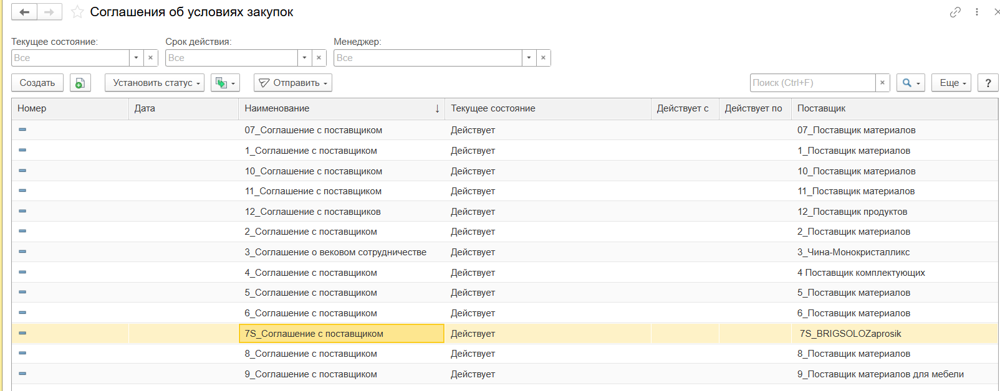 Соглашения об условиях закупок
Текущее состояние: Срок действия: Менеджер:
Все Все Все
Создать Установить статус Отправить Поиск (Ctrl+F) × Еще ?
Номер Дата Наименование ↓ Текущее состояние Действует с Действует по Поставщик
07_Соглашение с поставщиком Действует 07_Поставщик материалов
1_Соглашение с поставщиком Действует 1_Поставщик материалов
10_Соглашение с поставщиком Действует 10_Поставщик материалов
11_Соглашение с поставщиком Действует 11_Поставщик материалов
12_Соглашение с поставщиков Действует 12_Поставщик продуктов
2_Соглашение с поставщиком Действует 2_Поставщик материалов
3_Соглашение о вековом сотрудничестве Действует 3_Чина-Монокристалликс
4_Соглашение с поставщиком Действует 4 Поставщик комплектующих
5_Соглашение с поставщиком Действует 5_Поставщик материалов
6_Соглашение с поставщиком Действует 6_Поставщик материалов
7S_Соглашение с поставщиком Действует 7S_BRIGSOLOZaprosik
8_Соглашение с поставщиком Действует 8_Поставщик материалов
9_Соглашение с поставщиком Действует 9_Поставщик материалов для мебели